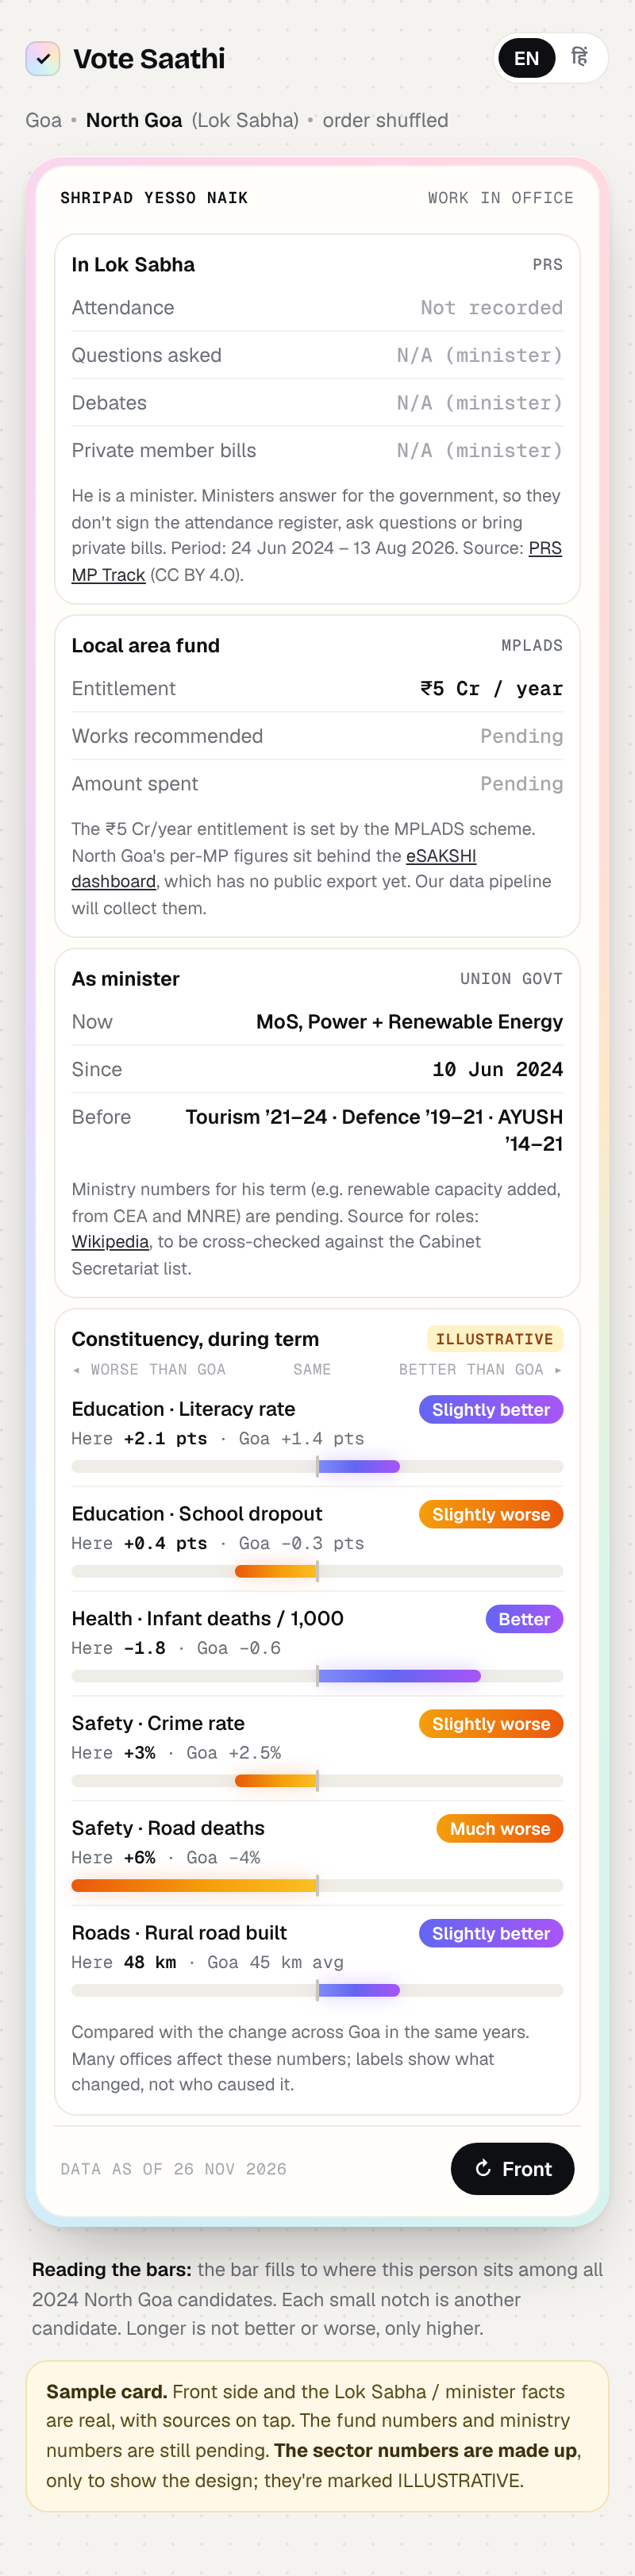 Vote Saathi
EN हिं
Goa • North Goa (Lok Sabha) • order shuffled
SHRIPAD YESSO NAIK WORK IN OFFICE
In Lok Sabha PRS
Attendance Not recorded
Questions asked N/A (minister)
Debates N/A (minister)
Private member bills N/A (minister)
He is a minister. Ministers answer for the government, so they
don't sign the attendance register, ask questions or bring
private bills. Period: 24 Jun 2024 – 13 Aug 2026. Source: PRS
MP Track (CC BY 4.0).
Local area fund MPLADS
Entitlement ₹5 Cr / year
Works recommended Pending
Amount spent Pending
The ₹5 Cr/year entitlement is set by the MPLADS scheme.
North Goa's per-MP figures sit behind the eSAKSHI
dashboard, which has no public export yet. Our data pipeline
will collect them.
As minister UNION GOVT
Now MoS, Power + Renewable Energy
Since 10 Jun 2024
Before Tourism ’21–24 · Defence ’19–21 · AYUSH
’14–21
Ministry numbers for his term (e.g. renewable capacity added,
from CEA and MNRE) are pending. Source for roles:
Wikipedia, to be cross-checked against the Cabinet
Secretariat list.
Constituency, during term ILLUSTRATIVE
◂ WORSE THAN GOA SAME BETTER THAN GOA ▸
Education · Literacy rate Slightly better
Here +2.1 pts · Goa +1.4 pts
Education · School dropout Slightly worse
Here +0.4 pts · Goa −0.3 pts
Health · Infant deaths / 1,000 Better
Here −1.8 · Goa −0.6
Safety · Crime rate Slightly worse
Here +3% · Goa +2.5%
Safety · Road deaths Much worse
Here +6% · Goa −4%
Roads · Rural road built Slightly better
Here 48 km · Goa 45 km avg
Compared with the change across Goa in the same years.
Many offices affect these numbers; labels show what
changed, not who caused it.
DATA AS OF 26 NOV 2026 ↻ Front
Reading the bars: the bar fills to where this person sits among all
2024 North Goa candidates. Each small notch is another
candidate. Longer is not better or worse, only higher.
Sample card. Front side and the Lok Sabha / minister facts
are real, with sources on tap. The fund numbers and ministry
numbers are still pending. The sector numbers are made up,
only to show the design; they're marked ILLUSTRATIVE.